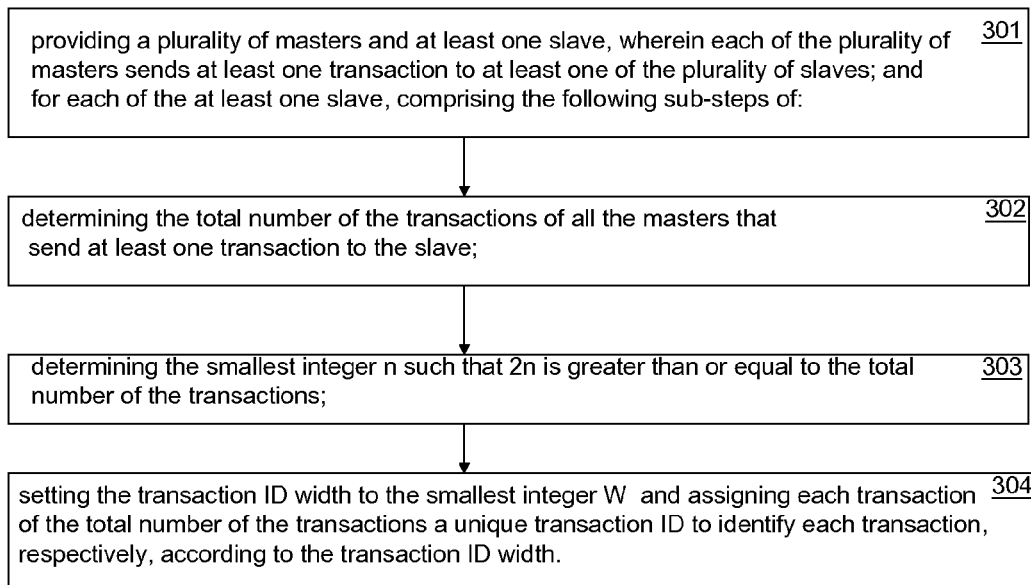 providing a plurality of masters and at least one slave, wherein each of the plurality of 301
masters sends at least one transaction to at least one of the plurality of slaves; and
for each of the at least one slave, comprising the following sub-steps of:
determining the total number of the transactions of all the masters that 302
send at least one transaction to the slave;
determining the smallest integer n such that 2n is greater than or equal to the total 303
number of the transactions;
setting the transaction ID width to the smallest integer W and assigning each transaction 304
of the total number of the transactions a unique transaction ID to identify each transaction,
respectively, according to the transaction ID width.